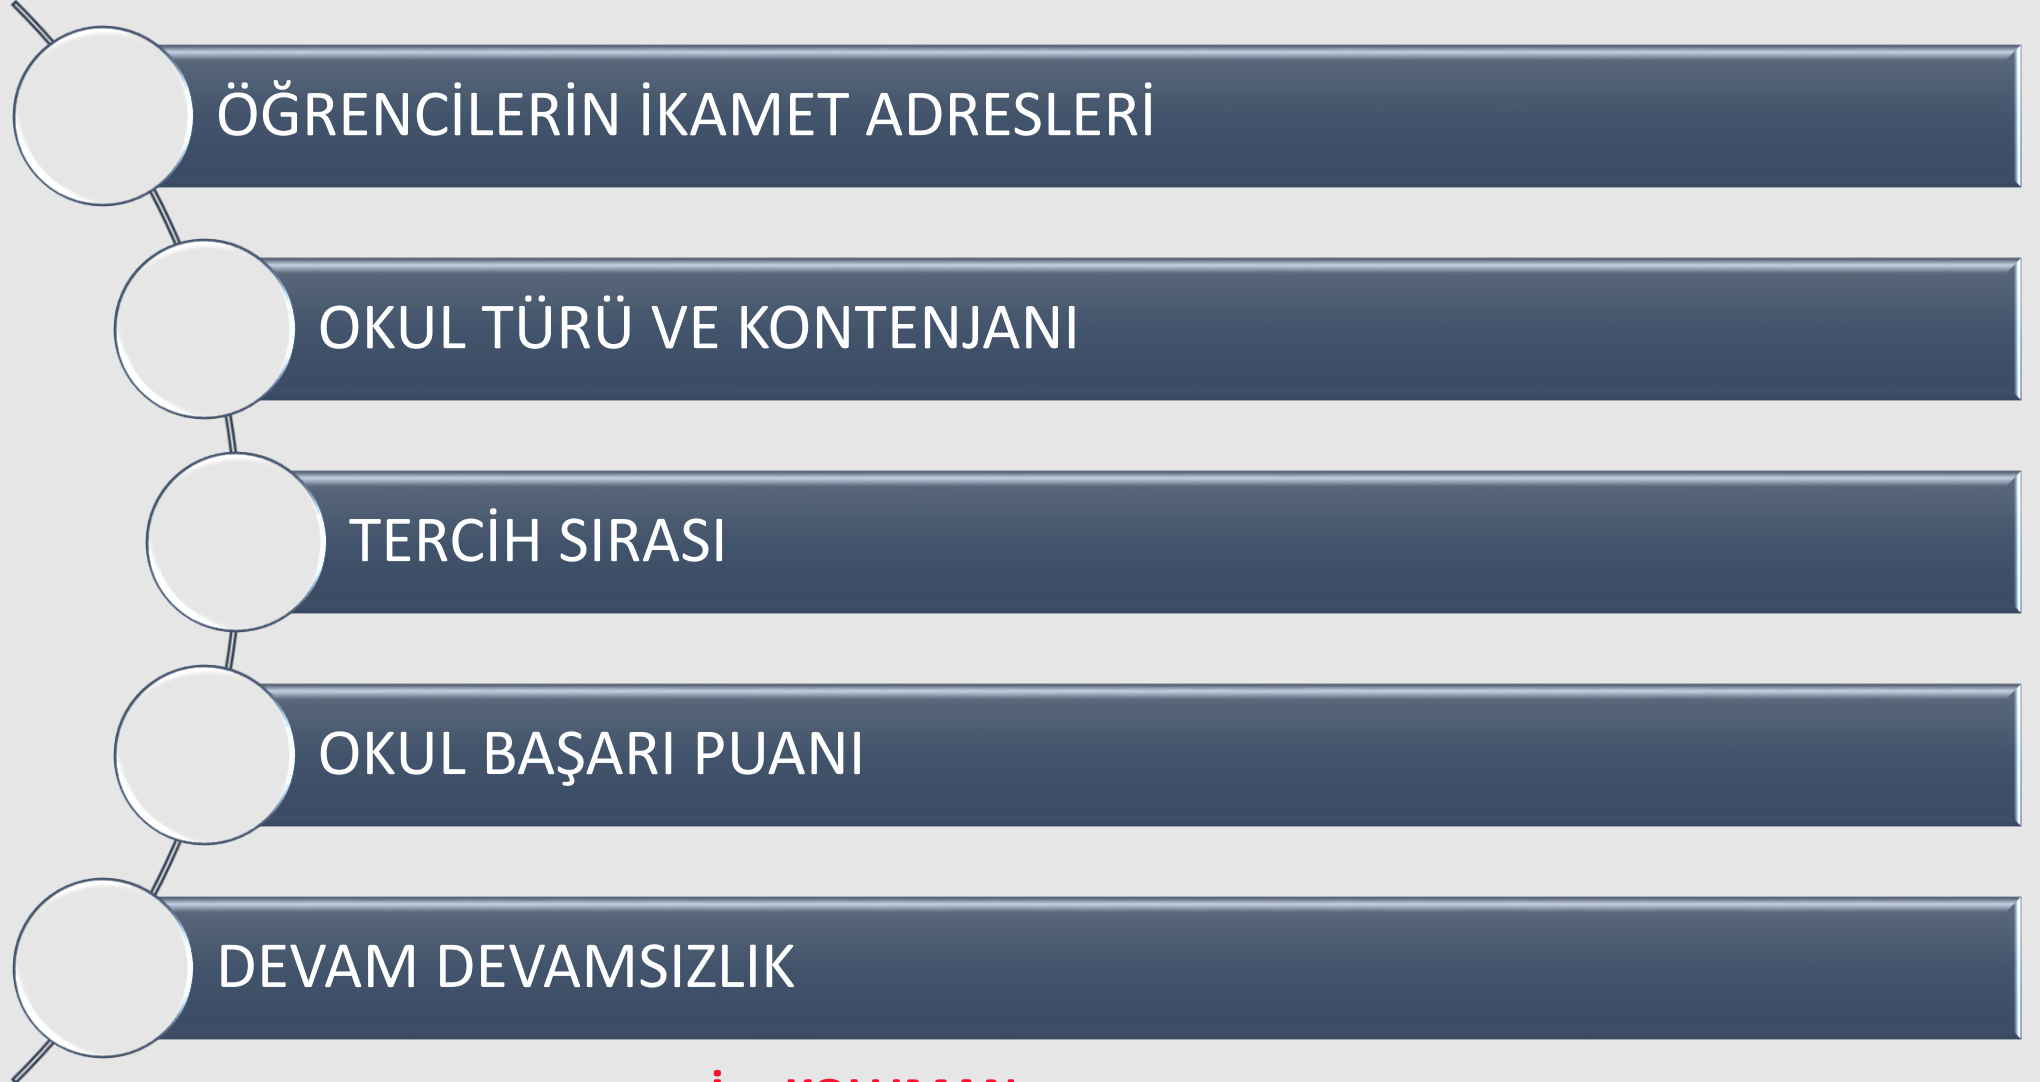 ÖĞRENCİLERİN İKAMET ADRESLERİ
OKUL TÜRÜ VE KONTENJANI
TERCİH SIRASI
OKUL BAŞARI PUANI
DEVAM DEVAMSIZLIK